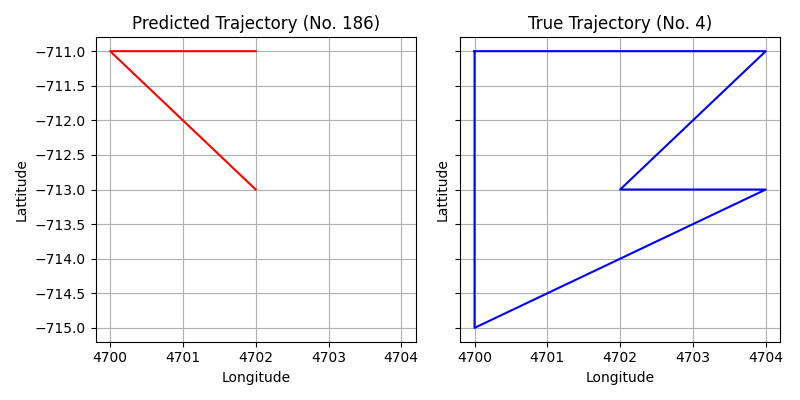 Predicted Trajectory (No. 186)
−711.0
−711.5
−712.0
−712.5
−713.0
−713.5
−714.0
−714.5
−715.0
Lattitude
4700 4701 4702 4703 4704
Longitude
True Trajectory (No. 4)
Lattitude
4700 4701 4702 4703 4704
Longitude